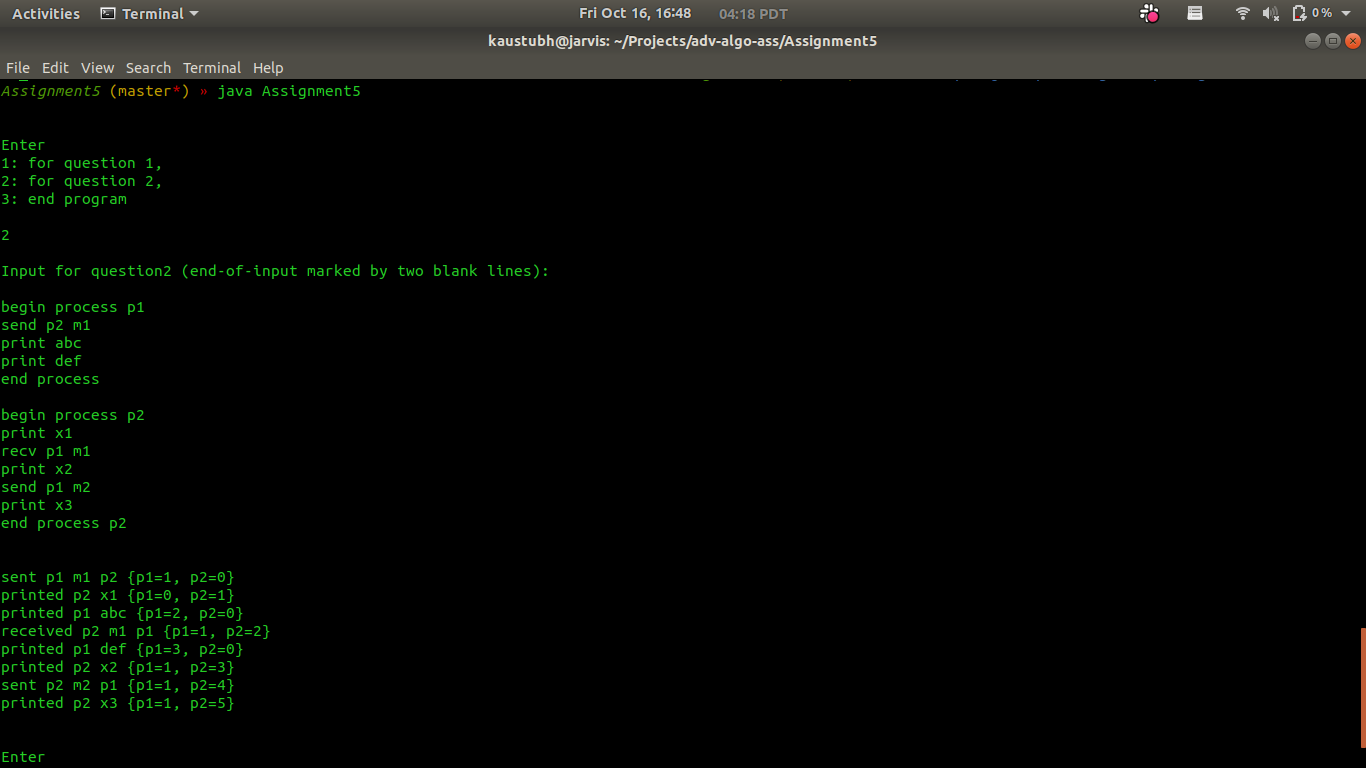 Activities Terminal Fri Oct 16, 16:48 04:18 PDT 0%
kaustubh@jarvis: ~/Projects/adv-algo-ass/Assignment5
File Edit View Search Terminal Help
Assignment5 (master*) » java Assignment5
Enter
1: for question 1,
2: for question 2,
3: end program
2
Input for question2 (end-of-input marked by two blank lines):
begin process p1
send p2 m1
print abc
print def
end process
begin process p2
print x1
recv p1 m1
print x2
send p1 m2
print x3
end process p2
sent p1 m1 p2 {p1=1, p2=0}
printed p2 x1 {p1=0, p2=1}
printed p1 abc {p1=2, p2=0}
received p2 m1 p1 {p1=1, p2=2}
printed p1 def {p1=3, p2=0}
printed p2 x2 {p1=1, p2=3}
sent p2 m2 p1 {p1=1, p2=4}
printed p2 x3 {p1=1, p2=5}
Enter